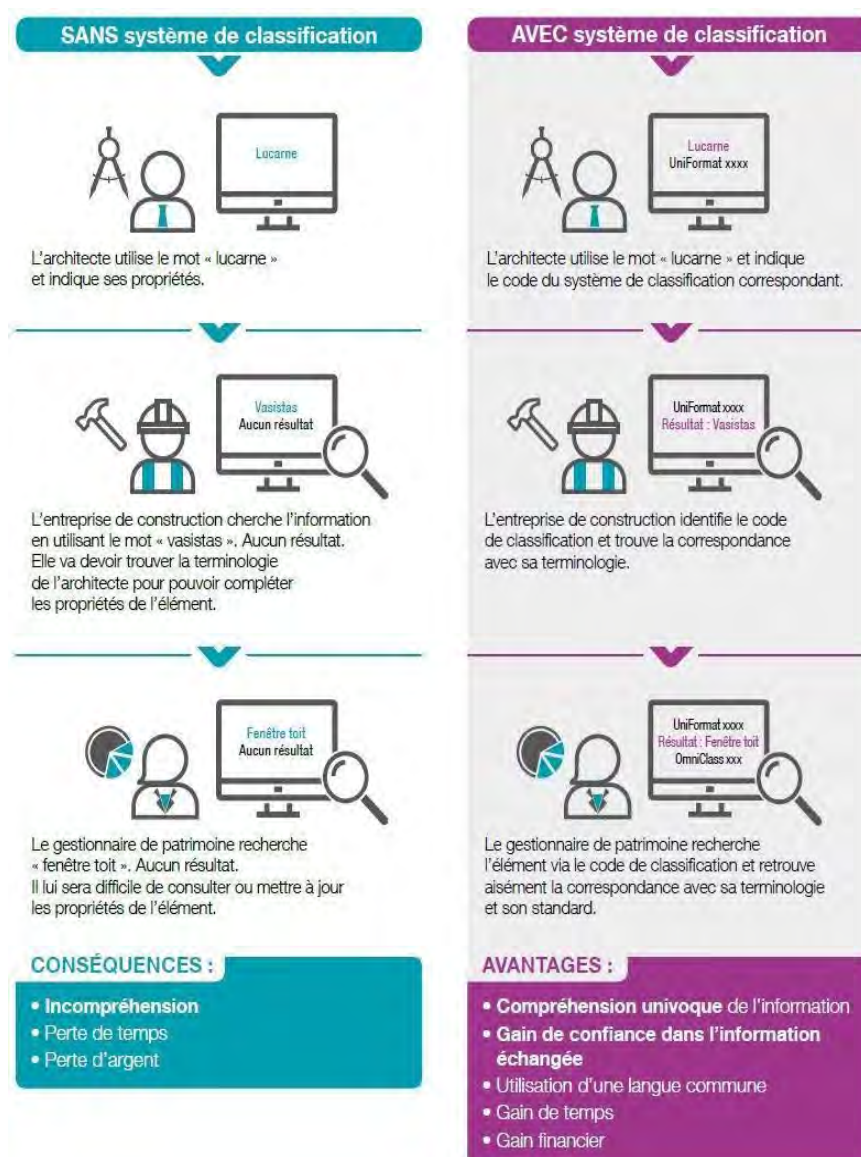 SANS système de classification
Lucarne
L'architecte utilise le mot « lucarne »
et indique ses propriétés.
Vasistas
Aucun résultat
L'entreprise de construction cherche l'information
en utilisant le mot « vasistas ». Aucun résultat.
Elle va devoir trouver la terminologie
de l'architecte pour pouvoir compléter
les propriétés de l'élément.
Fenêtre toit
Aucun résultat
Le gestionnaire de patrimoine recherche
« fenêtre toit ». Aucun résultat.
Il lui sera difficile de consulter ou mettre à jour
les propriétés de l'élément.
CONSÉQUENCES :
• Incompréhension
• Perte de temps
• Perte d'argent
AVEC système de classification
Lucarne
UniFormat xxxx
L'architecte utilise le mot « lucarne » et indique
le code du système de classification correspondant.
UniFormat xxxx
Résultat : Vasistas
L'entreprise de construction identifie le code
de classification et trouve la correspondance
avec sa terminologie.
UniFormat xxxx
Résultat : Fenêtre toit
OmniClass xxx
Le gestionnaire de patrimoine recherche
l'élément via le code de classification et retrouve
aisément la correspondance avec sa terminologie
et son standard.
AVANTAGES :
• Compréhension univoque de l'information
• Gain de confiance dans l'information
échangée
• Utilisation d'une langue commune
• Gain de temps
• Gain financier